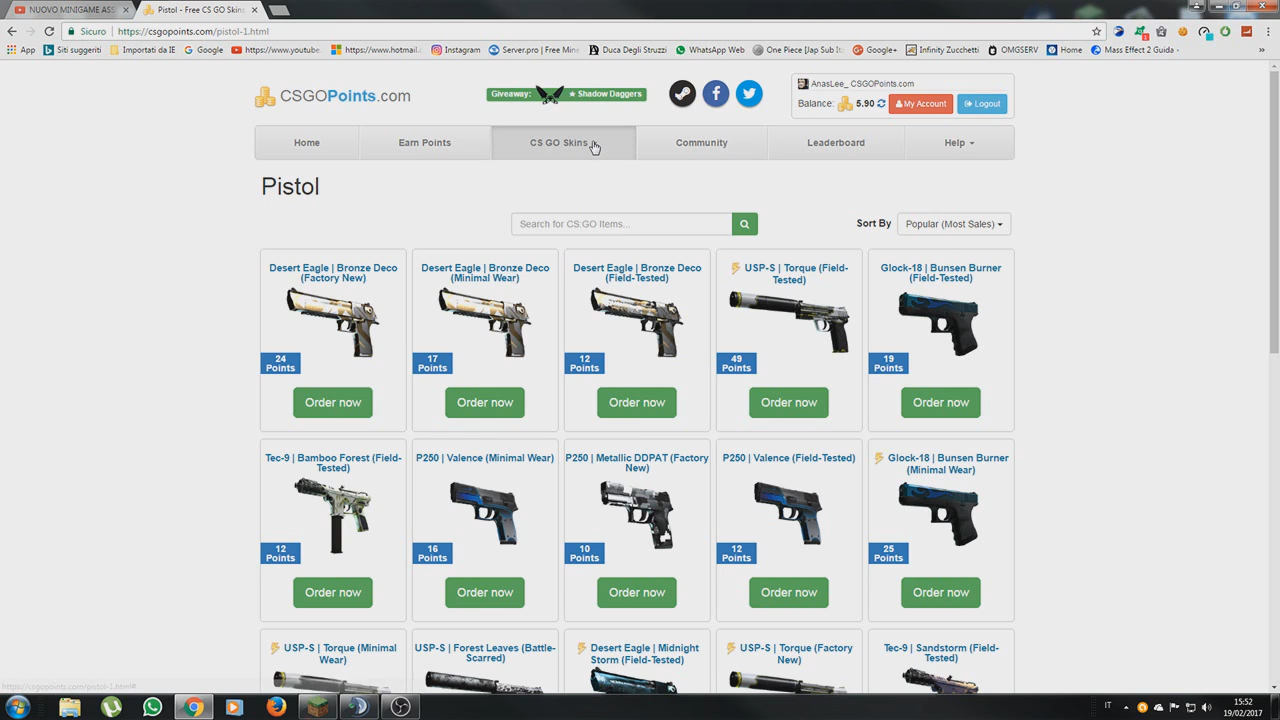 NUOVO MINIGAME ASS
Pistol - Free CS GO Skins
Sicuro
https://csgopoints.com/pistol-1.html
App
Siti suggeriti
Importati da IE
Google
https://www.youtube.
https://www.hotmail.
Instagram
Server.pro | Free Mine
Duca Degli Struzzi
WhatsApp Web
One Piece [Jap Sub It
Google+
Infinity Zucchetti
OMGSERV
Home
Mass Effect 2 Guida
CSGOPoints.com
Giveaway: ★ Shadow Daggers
AnasLee_ CSGOPoints.com
Balance: 5.90 My Account Logout
Home
Earn Points
CS GO Skins
Community
Leaderboard
Help
Pistol
Search for CS:GO Items...
Sort By
Popular (Most Sales)
Desert Eagle | Bronze Deco
(Factory New)
24
Points
Order now
Desert Eagle | Bronze Deco
(Minimal Wear)
17
Points
Order now
Desert Eagle | Bronze Deco
(Field-Tested)
12
Points
Order now
USP-S | Torque (Field-
Tested)
49
Points
Order now
Glock-18 | Bunsen Burner
(Field-Tested)
19
Points
Order now
Tec-9 | Bamboo Forest (Field-
Tested)
12
Points
Order now
P250 | Valence (Minimal Wear)
16
Points
Order now
P250 | Metallic DDPAT (Factory
New)
10
Points
Order now
P250 | Valence (Field-Tested)
12
Points
Order now
Glock-18 | Bunsen Burner
(Minimal Wear)
25
Points
Order now
USP-S | Torque (Minimal
Wear)
USP-S | Forest Leaves (Battle-
Scarred)
Desert Eagle | Midnight
Storm (Field-Tested)
USP-S | Torque (Factory
New)
Tec-9 | Sandstorm (Field-
Tested)
https://csgopoints.com/pistol-1.html#
IT
15:52
19/02/2017